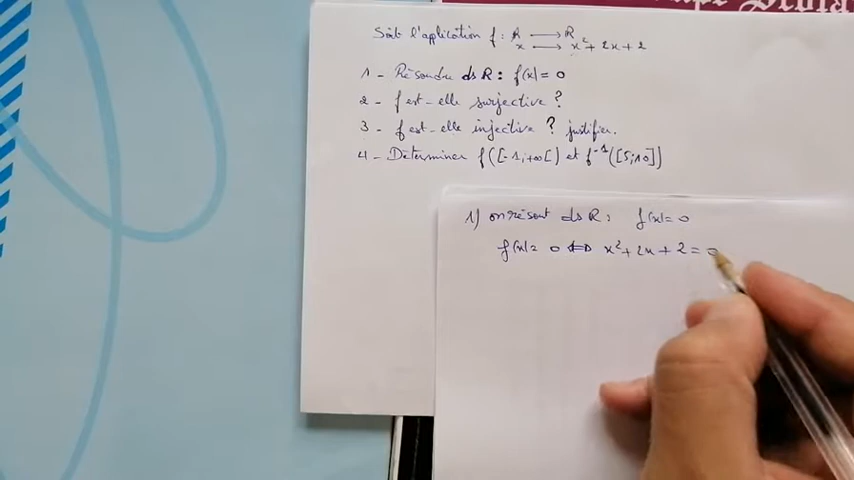 Soit l'application f : R → R
x → x² + 2x + 2
1 - Résoudre ds R : f(x) = 0
2 - f est-elle surjective ?
3 - f est-elle injective ? justifier.
4 - Déterminer f([-1;+∞[) et f⁻¹([5;10])
1) on résout ds R : f(x) = 0
f(x) = 0 ⇔ x² + 2x + 2 = 0